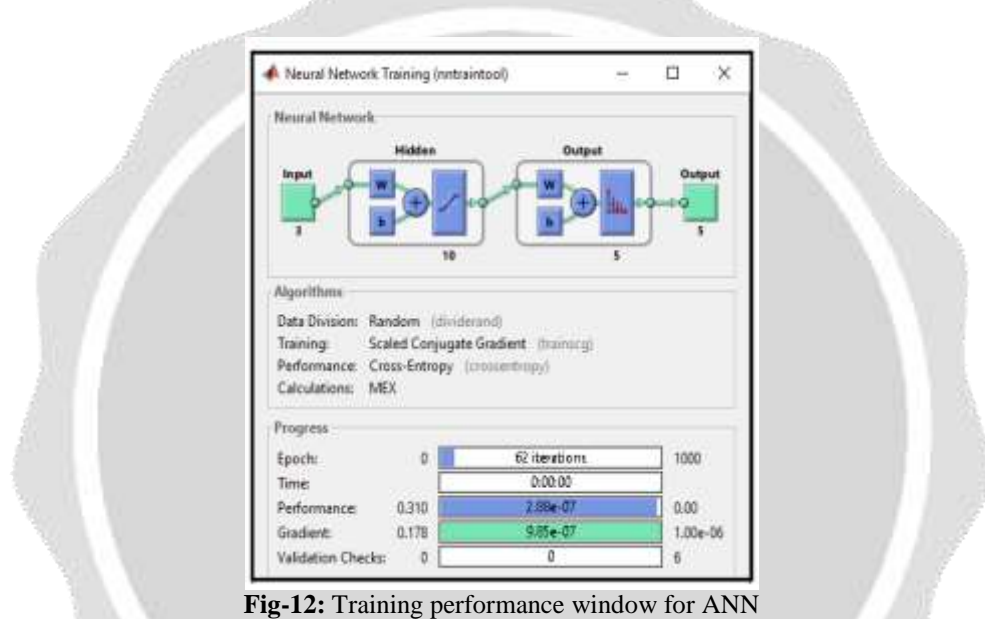 Neural Network Training (nntraintool)
Neural Network
Hidden
Output
Input
Output
W
b
+
W
b
+
3
10
5
5
Algorithms
Data Division: Random (dividerand)
Training: Scaled Conjugate Gradient (trainscg)
Performance: Cross-Entropy (crossentropy)
Calculations: MEX
Progress
Epoch: 0 62 iterations 1000
Time: 0:00:00
Performance: 0.310 2.88e-07 0.00
Gradient: 0.178 9.85e-07 1.00e-06
Validation Checks: 0 0 6
Fig-12: Training performance window for ANN